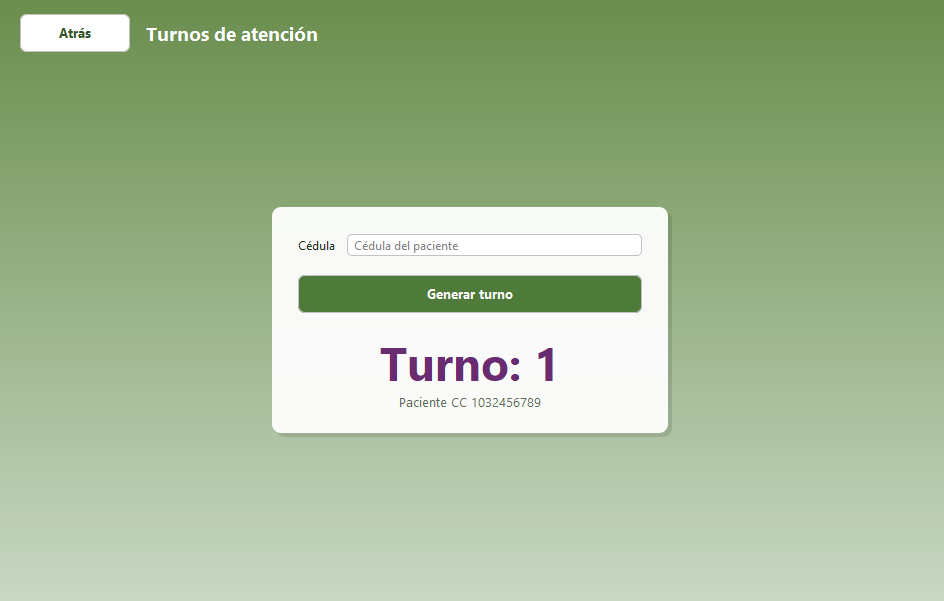 Atrás
Turnos de atención
Cédula
Cédula del paciente
Generar turno
Turno: 1
Paciente CC 1032456789